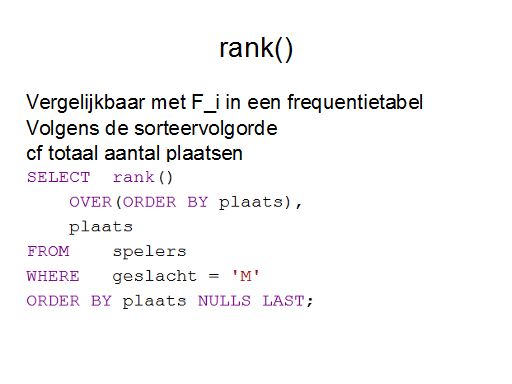 rank()
Vergelijkbaar met F_i in een frequentietabel
Volgens de sorteervolgorde
cf totaal aantal plaatsen
SELECT rank()
OVER(ORDER BY plaats),
plaats
FROM spelers
WHERE geslacht = 'M'
ORDER BY plaats NULLS LAST;